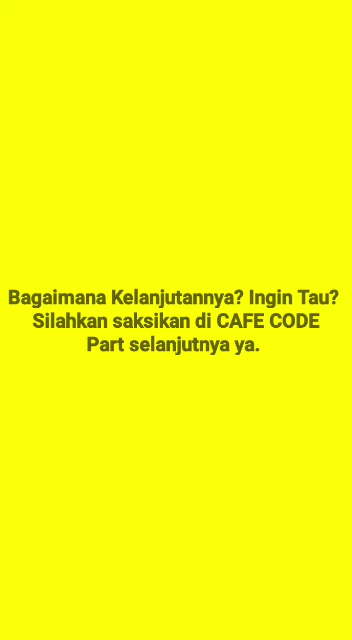 Bagaimana Kelanjutannya? Ingin Tau?
Silahkan saksikan di CAFE CODE
Part selanjutnya ya.